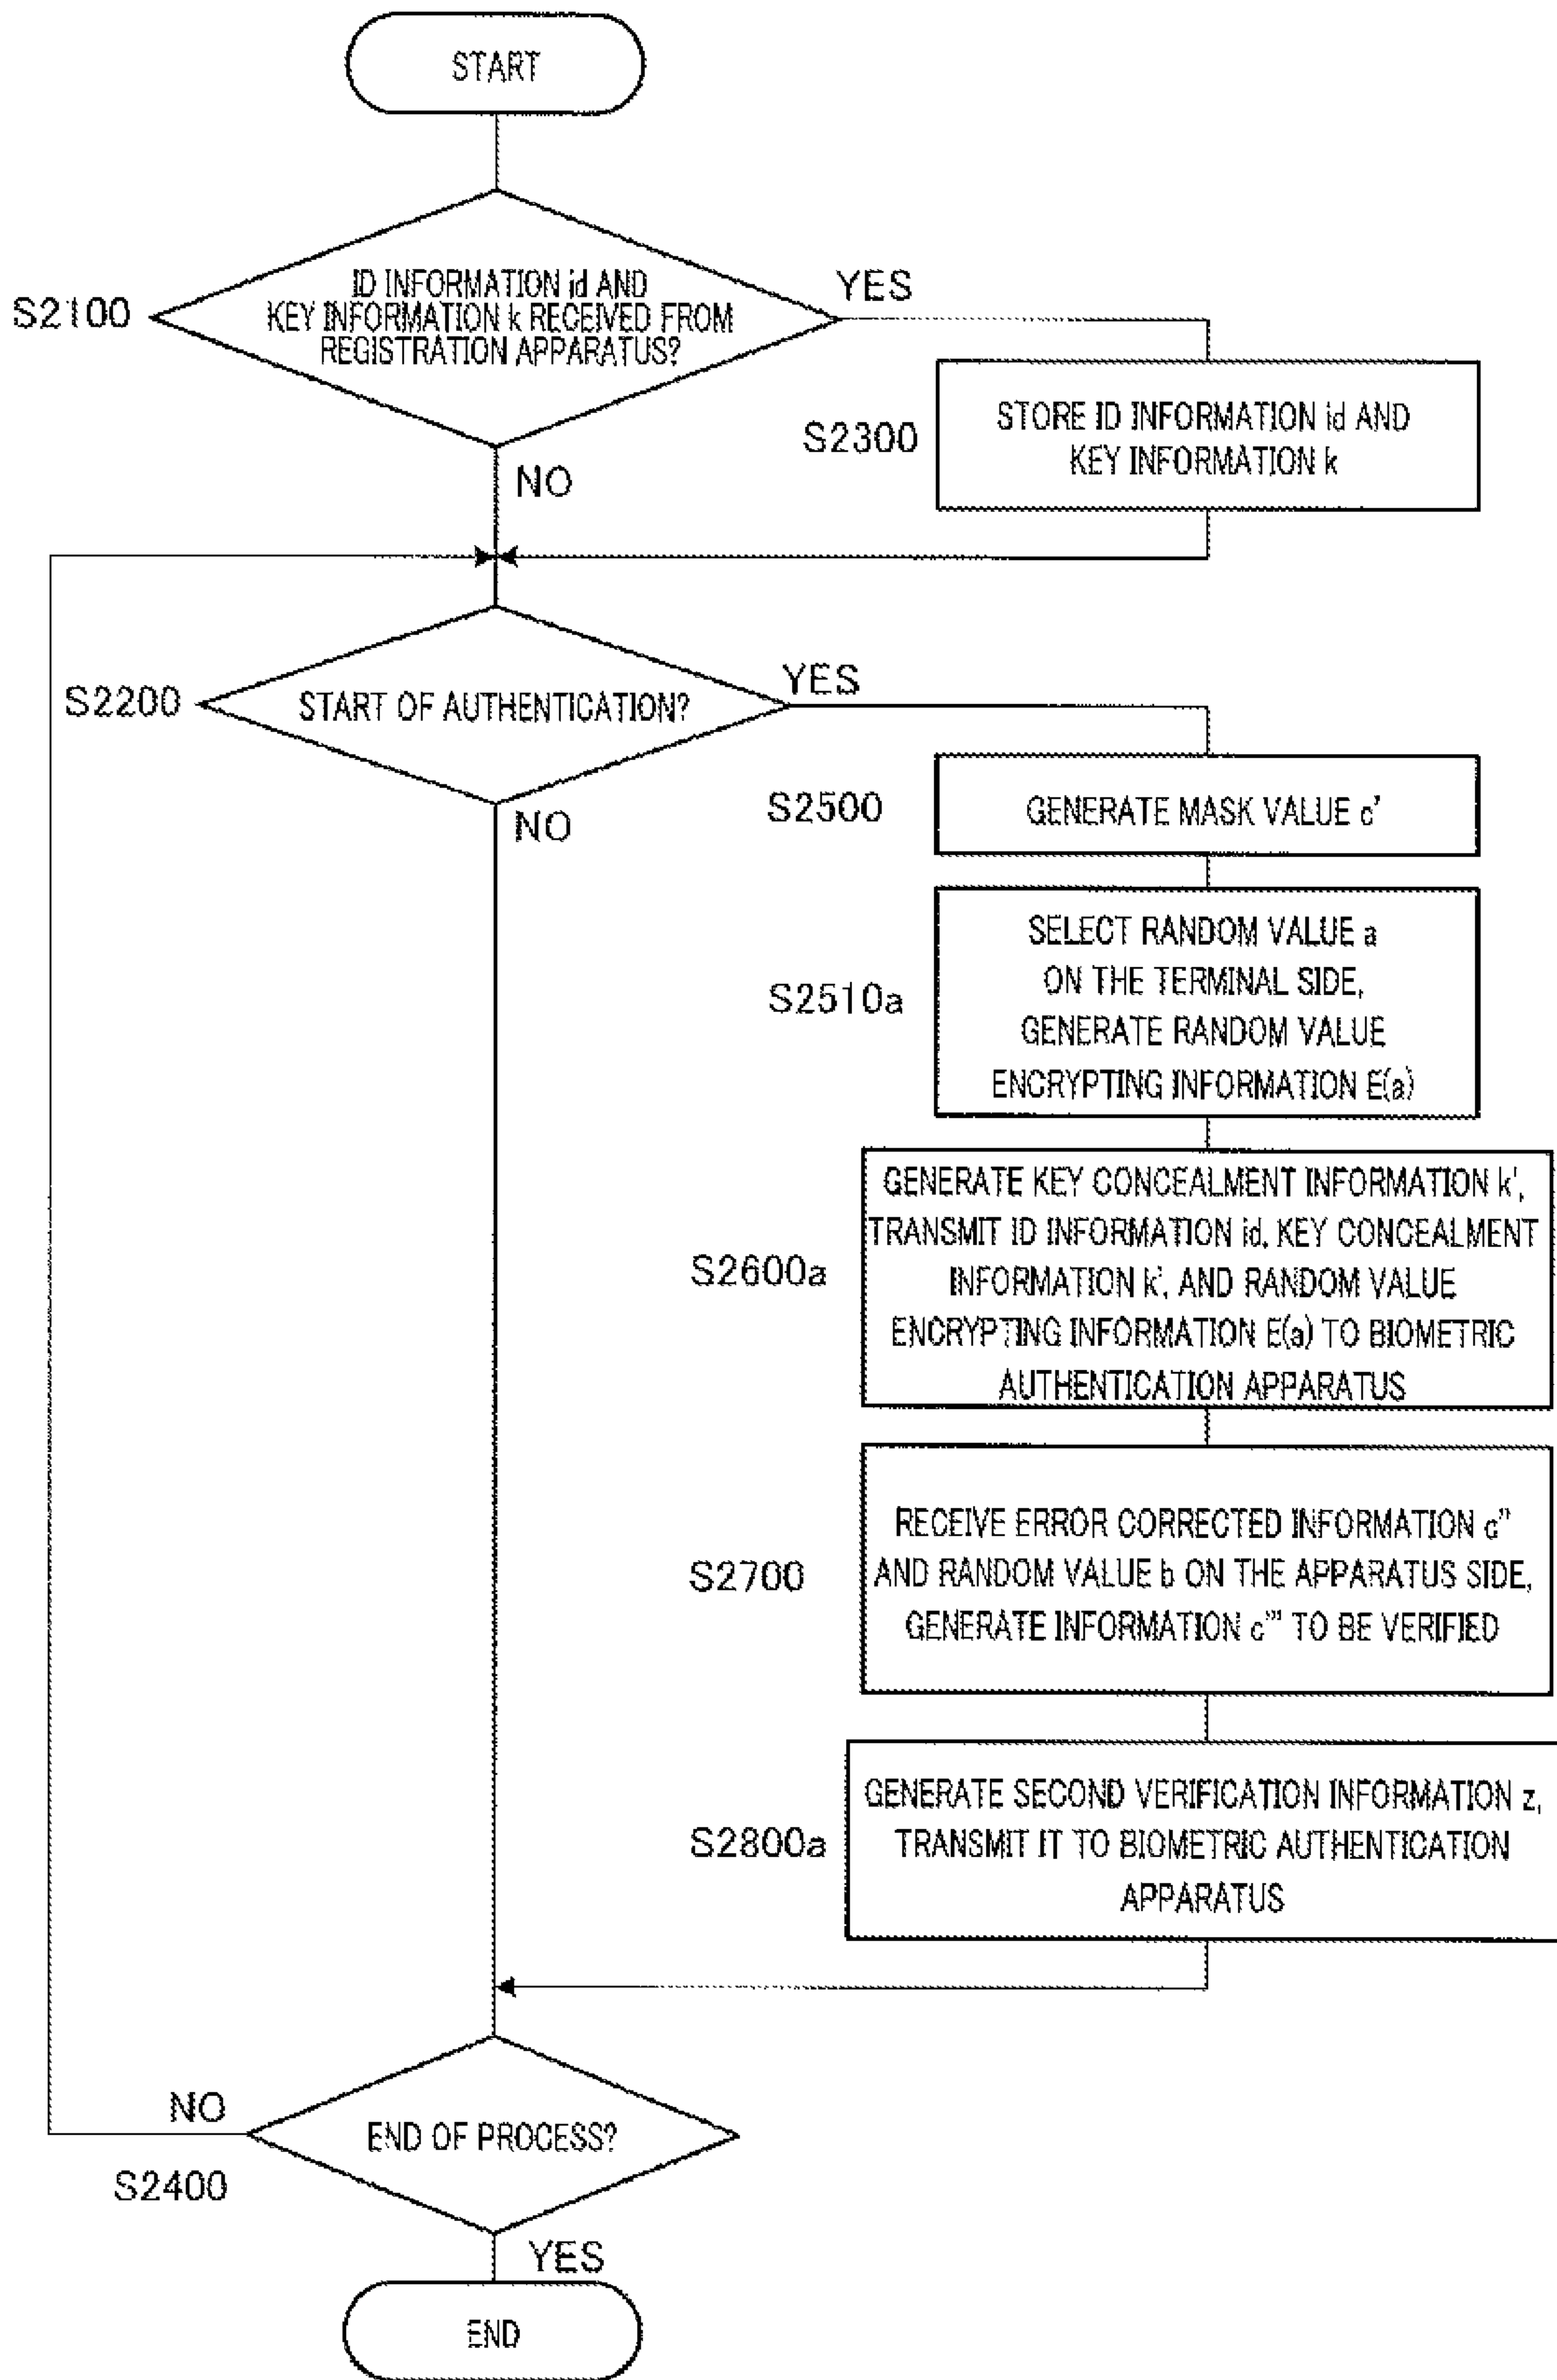 START
S2100
ID INFORMATION id AND
KEY INFORMATION k RECEIVED FROM
REGISTRATION APPARATUS?
YES
NO
S2300
STORE ID INFORMATION id AND
KEY INFORMATION k
S2200
START OF AUTHENTICATION?
YES
NO
S2500
GENERATE MASK VALUE c'
S2510a
SELECT RANDOM VALUE a
ON THE TERMINAL SIDE,
GENERATE RANDOM VALUE
ENCRYPTING INFORMATION E(a)
S2600a
GENERATE KEY CONCEALMENT INFORMATION k',
TRANSMIT ID INFORMATION id, KEY CONCEALMENT
INFORMATION k', AND RANDOM VALUE
ENCRYPTING INFORMATION E(a) TO BIOMETRIC
AUTHENTICATION APPARATUS
S2700
RECEIVE ERROR CORRECTED INFORMATION c''
AND RANDOM VALUE b ON THE APPARATUS SIDE,
GENERATE INFORMATION c''' TO BE VERIFIED
S2800a
GENERATE SECOND VERIFICATION INFORMATION z,
TRANSMIT IT TO BIOMETRIC AUTHENTICATION
APPARATUS
NO
END OF PROCESS?
S2400
YES
END